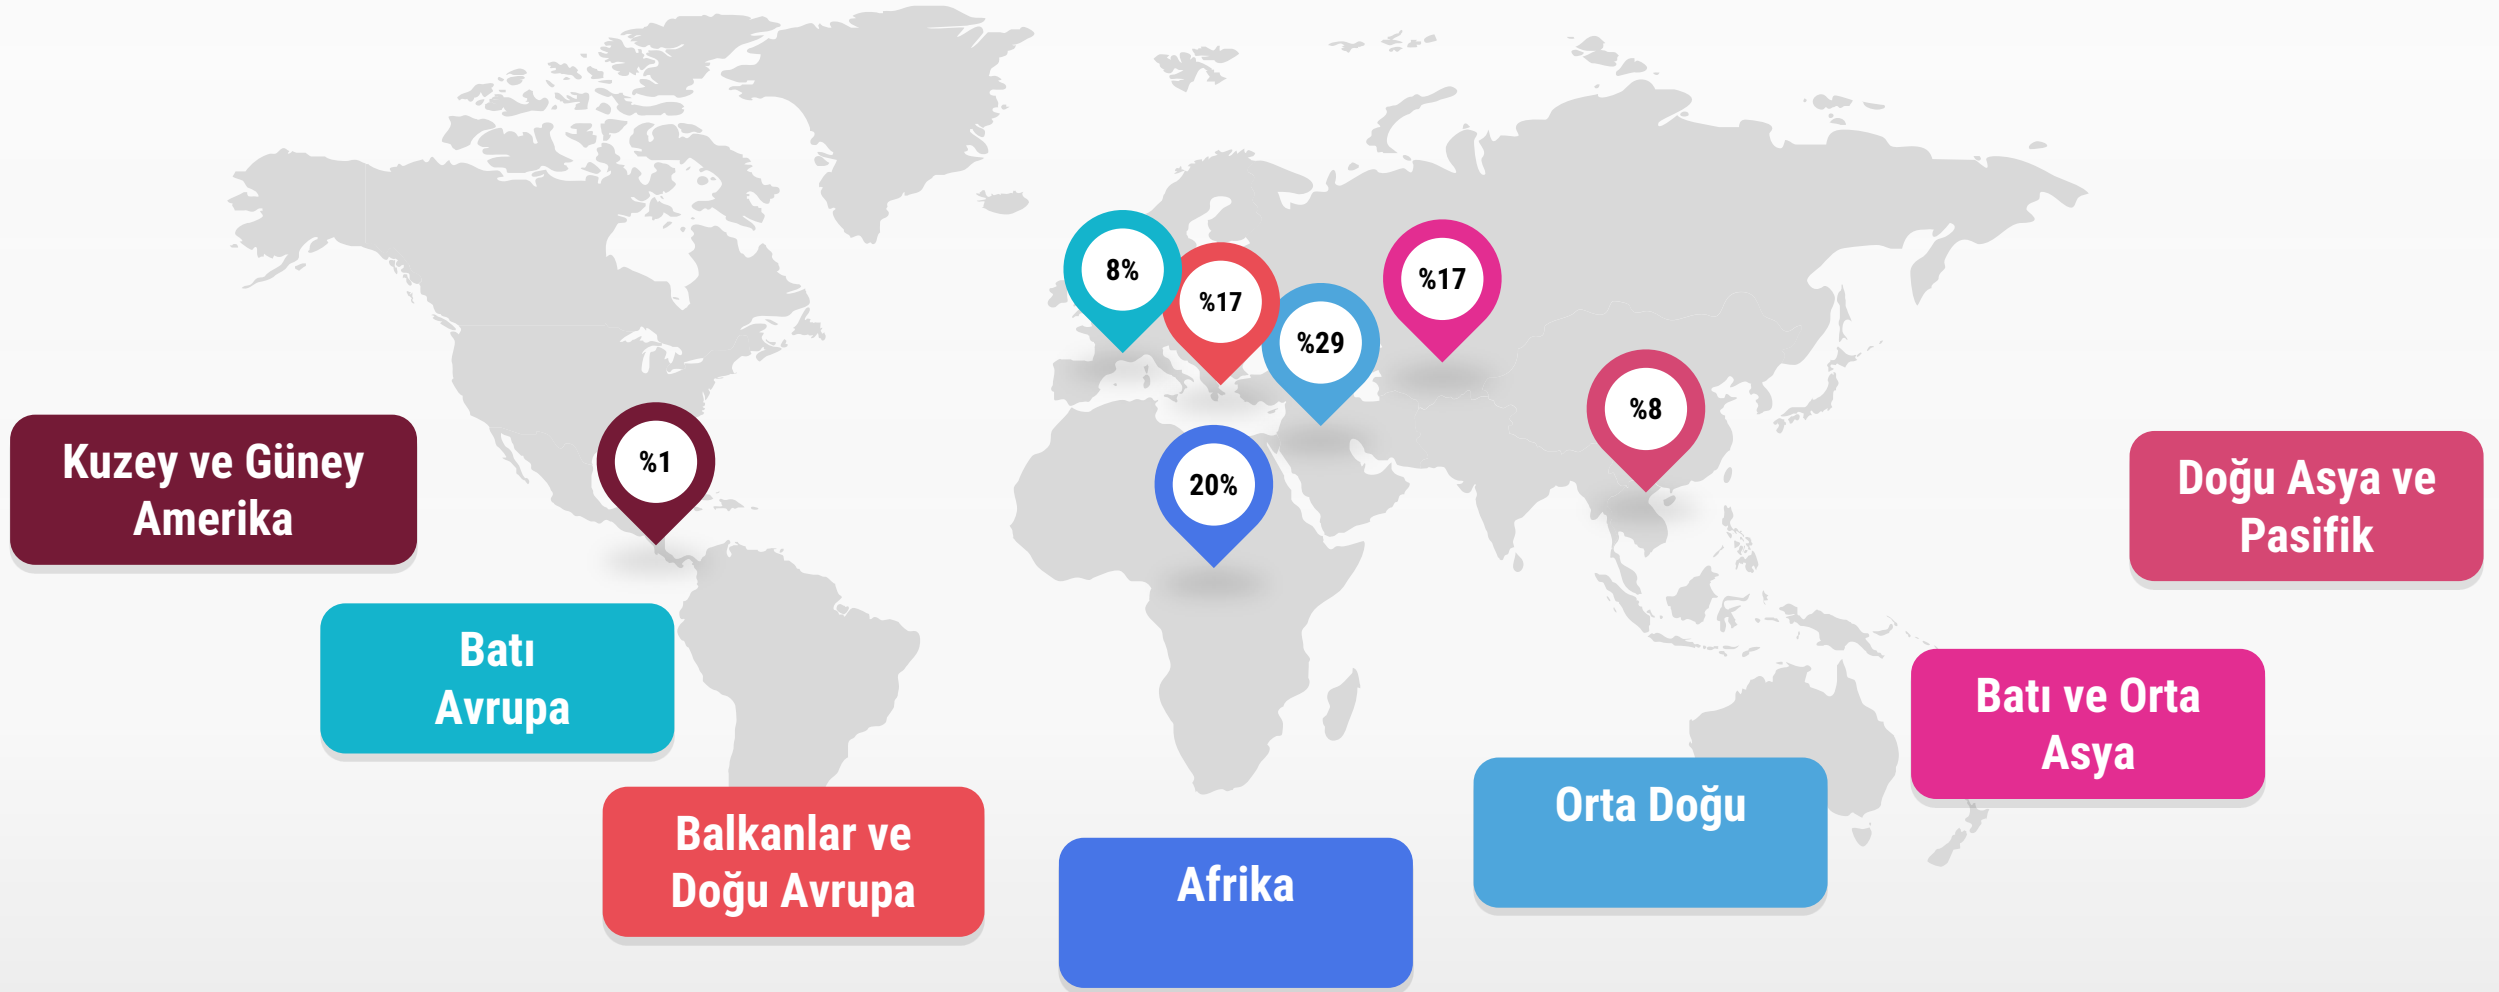 8%
%17
%29
%17
%8
%1
20%
Kuzey ve Güney
Amerika
Batı
Avrupa
Balkanlar ve
Doğu Avrupa
Afrika
Orta Doğu
Batı ve Orta
Asya
Doğu Asya ve
Pasifik